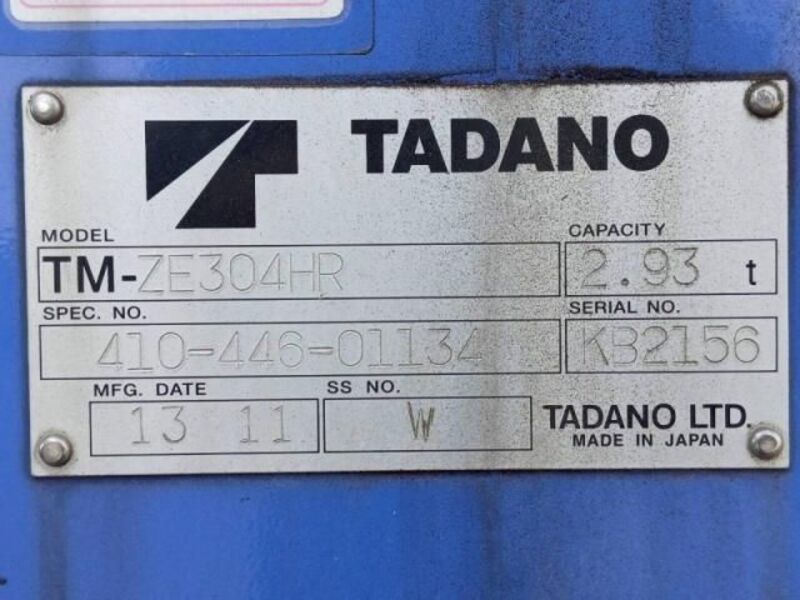 TADANO
MODEL
TM-ZE304HR
CAPACITY
2.93 t
SPEC. NO.
410-446-01134
SERIAL NO.
KB2156
MFG. DATE
13 11
SS NO.
W
TADANO LTD.
MADE IN JAPAN